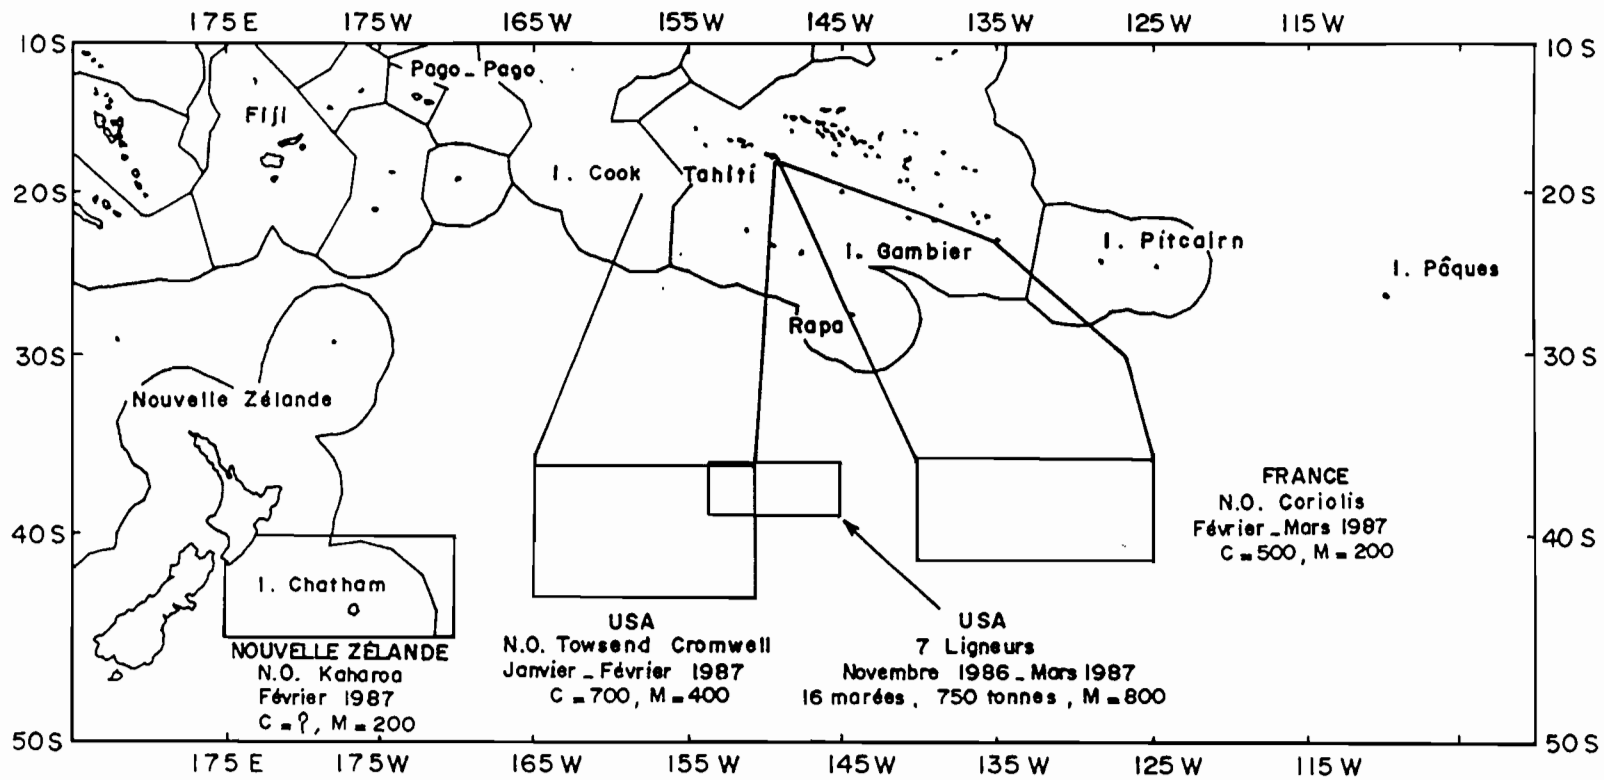 175 E 175 W 165 W 155 W 145 W 135 W 125 W 115 W
10 S 10 S
Pago_Pago
Fiji
I. Cook Tahiti
20 S 20 S
I. Gambier I. Pitcairn
I. Pâques
Rapa
30 S 30 S
Nouvelle Zélande
40 S 40 S
I. Chatham
NOUVELLE ZÉLANDE
N.O. Kaharoa
Février 1987
C = ?, M = 200
USA
N.O. Towsend Cromwell
Janvier _ Février 1987
C = 700, M = 400
USA
7 Ligneurs
Novembre 1986 _ Mars 1987
16 marées, 750 tonnes, M = 800
FRANCE
N.O. Coriolis
Février _ Mars 1987
C = 500, M = 200
50 S 50 S
175 E 175 W 165 W 155 W 145 W 135 W 125 W 115 W